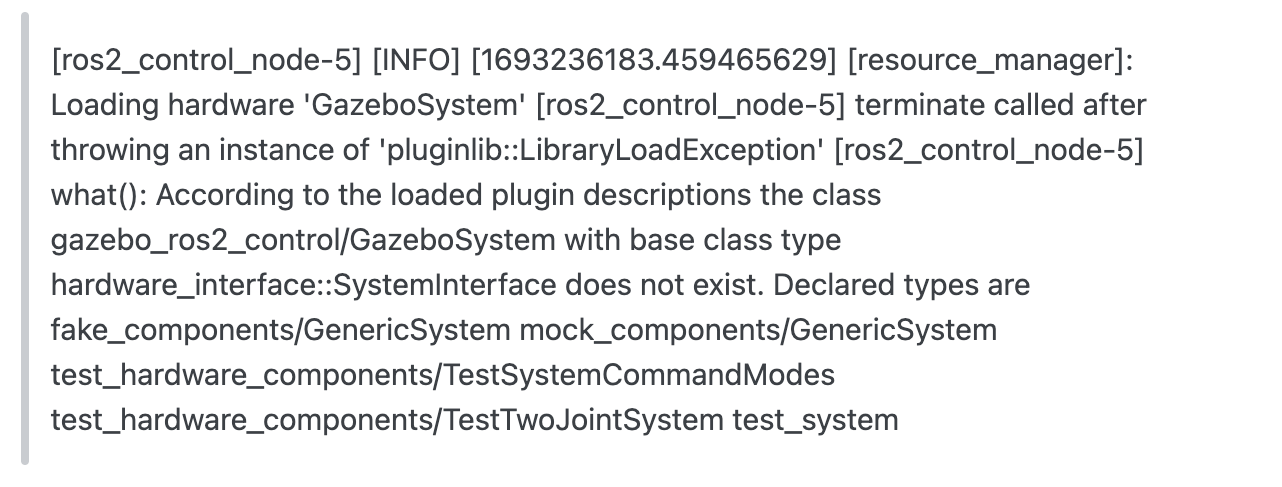 [ros2_control_node-5] [INFO] [1693236183.459465629] [resource_manager]:
Loading hardware 'GazeboSystem' [ros2_control_node-5] terminate called after
throwing an instance of 'pluginlib::LibraryLoadException' [ros2_control_node-5]
what(): According to the loaded plugin descriptions the class
gazebo_ros2_control/GazeboSystem with base class type
hardware_interface::SystemInterface does not exist. Declared types are
fake_components/GenericSystem mock_components/GenericSystem
test_hardware_components/TestSystemCommandModes
test_hardware_components/TestTwoJointSystem test_system